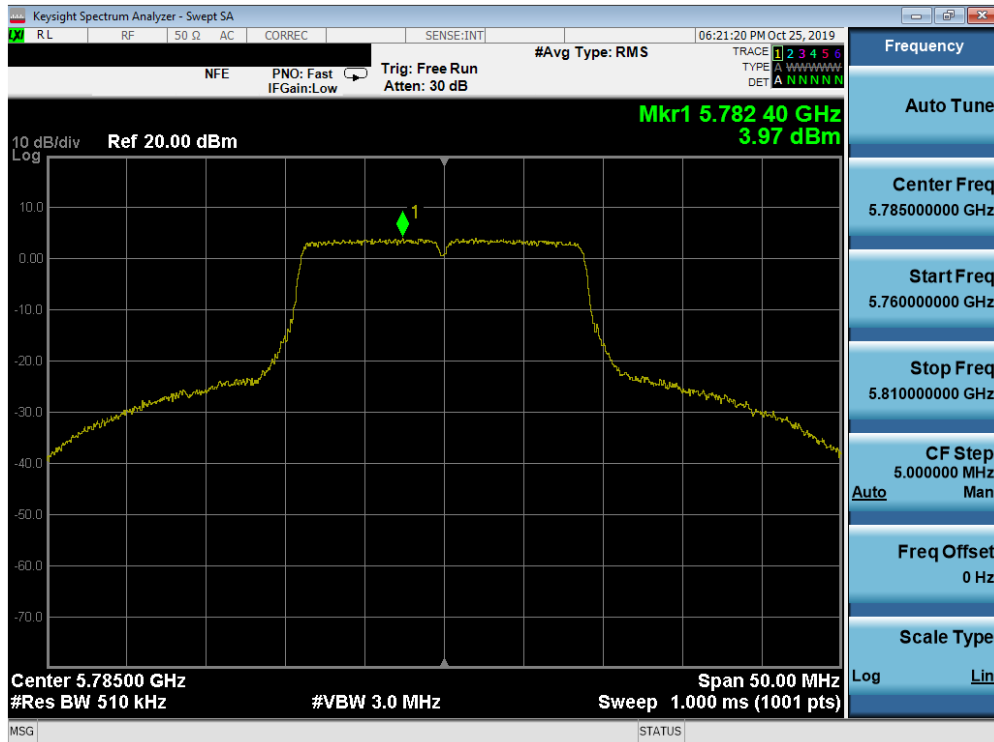 Keysight Spectrum Analyzer - Swept SA
LXI RL RF 50 Ω AC CORREC SENSE:INT 06:21:20 PM Oct 25, 2019
NFE PNO: Fast IFGain:Low
Trig: Free Run
Atten: 30 dB
#Avg Type: RMS
TRACE 1 2 3 4 5 6
TYPE A WWWWWW
DET A N N N N N
Mkr1 5.782 40 GHz
3.97 dBm
10 dB/div Ref 20.00 dBm
Log
10.0
0.00
-10.0
-20.0
-30.0
-40.0
-50.0
-60.0
-70.0
1
Center 5.78500 GHz Span 50.00 MHz
#Res BW 510 kHz #VBW 3.0 MHz Sweep 1.000 ms (1001 pts)
MSG STATUS
Frequency
Auto Tune
Center Freq
5.785000000 GHz
Start Freq
5.760000000 GHz
Stop Freq
5.810000000 GHz
CF Step
5.000000 MHz
Auto Man
Freq Offset
0 Hz
Scale Type
Log Lin